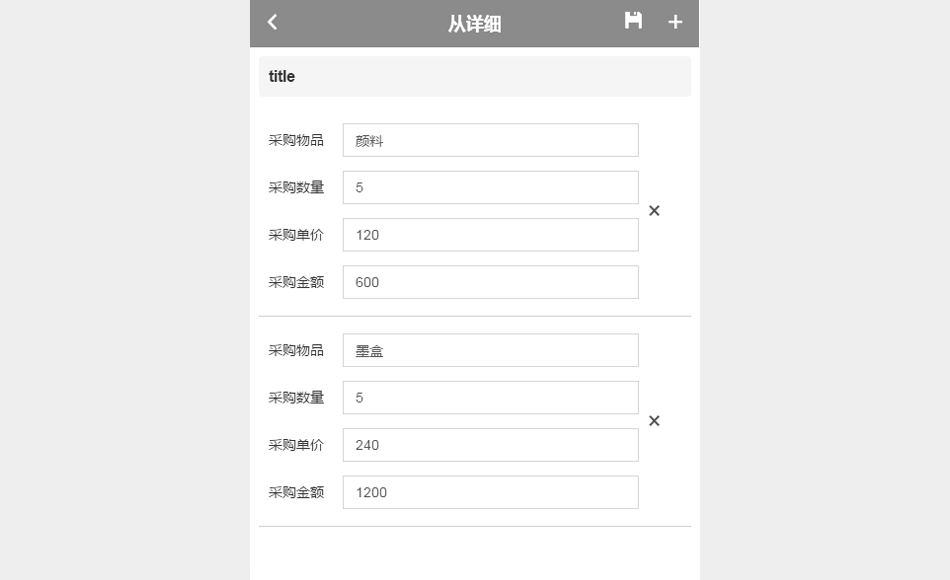 从详细
title
采购物品 颜料
采购数量 5
采购单价 120
采购金额 600
采购物品 墨盒
采购数量 5
采购单价 240
采购金额 1200